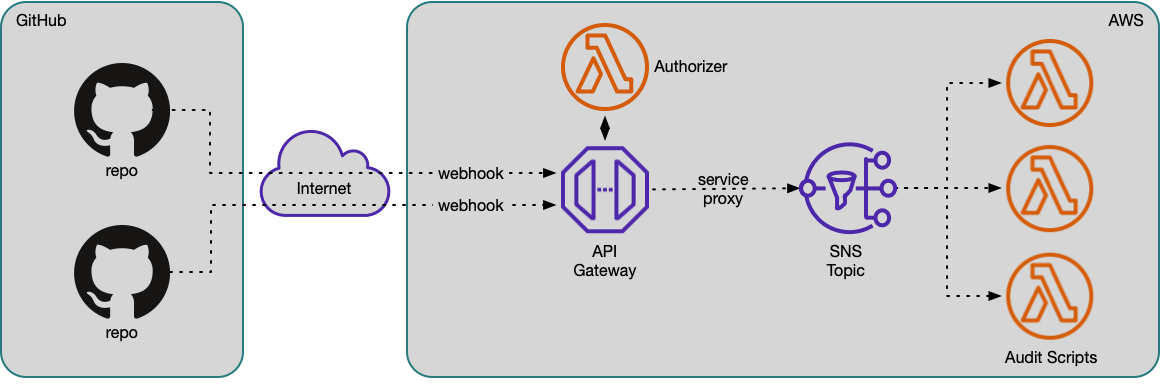 GitHub
AWS
Authorizer
repo
Internet
webhook
webhook
service
proxy
API
Gateway
SNS
Topic
repo
Audit Scripts